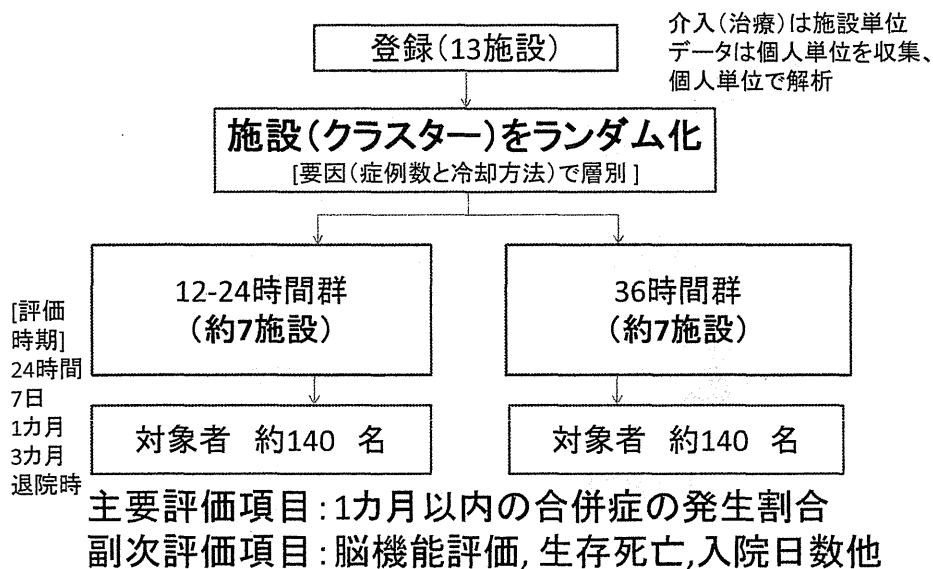 登録(13施設)
介入(治療)は施設単位
データは個人単位を収集、
個人単位で解析
施設(クラスター)をランダム化
[要因(症例数と冷却方法)で層別]
12-24時間群
(約7施設)
36時間群
(約7施設)
[評価
時期]
24時間
7日
1カ月
3カ月
退院時
対象者 約140 名
対象者 約140 名
主要評価項目:1カ月以内の合併症の発生割合
副次評価項目:脳機能評価, 生存死亡,入院日数他